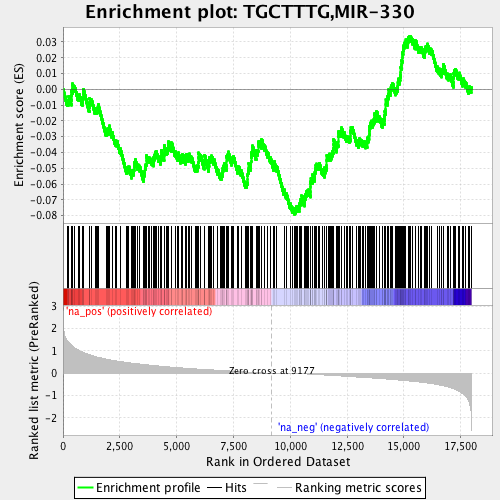 Enrichment plot: TGCTTTG,MIR-330
Enrichment score (ES)
0.03
0.02
0.01
0.00
-0.01
-0.02
-0.03
-0.04
-0.05
-0.06
-0.07
-0.08
Ranked list metric (PreRanked)
3
2
1
0
-1
-2
'na_pos' (positively correlated)
Zero cross at 9177
'na_neg' (negatively correlated)
0
2,500
5,000
7,500
10,000
12,500
15,000
17,500
Rank in Ordered Dataset
Enrichment profile
Hits
Ranking metric scores